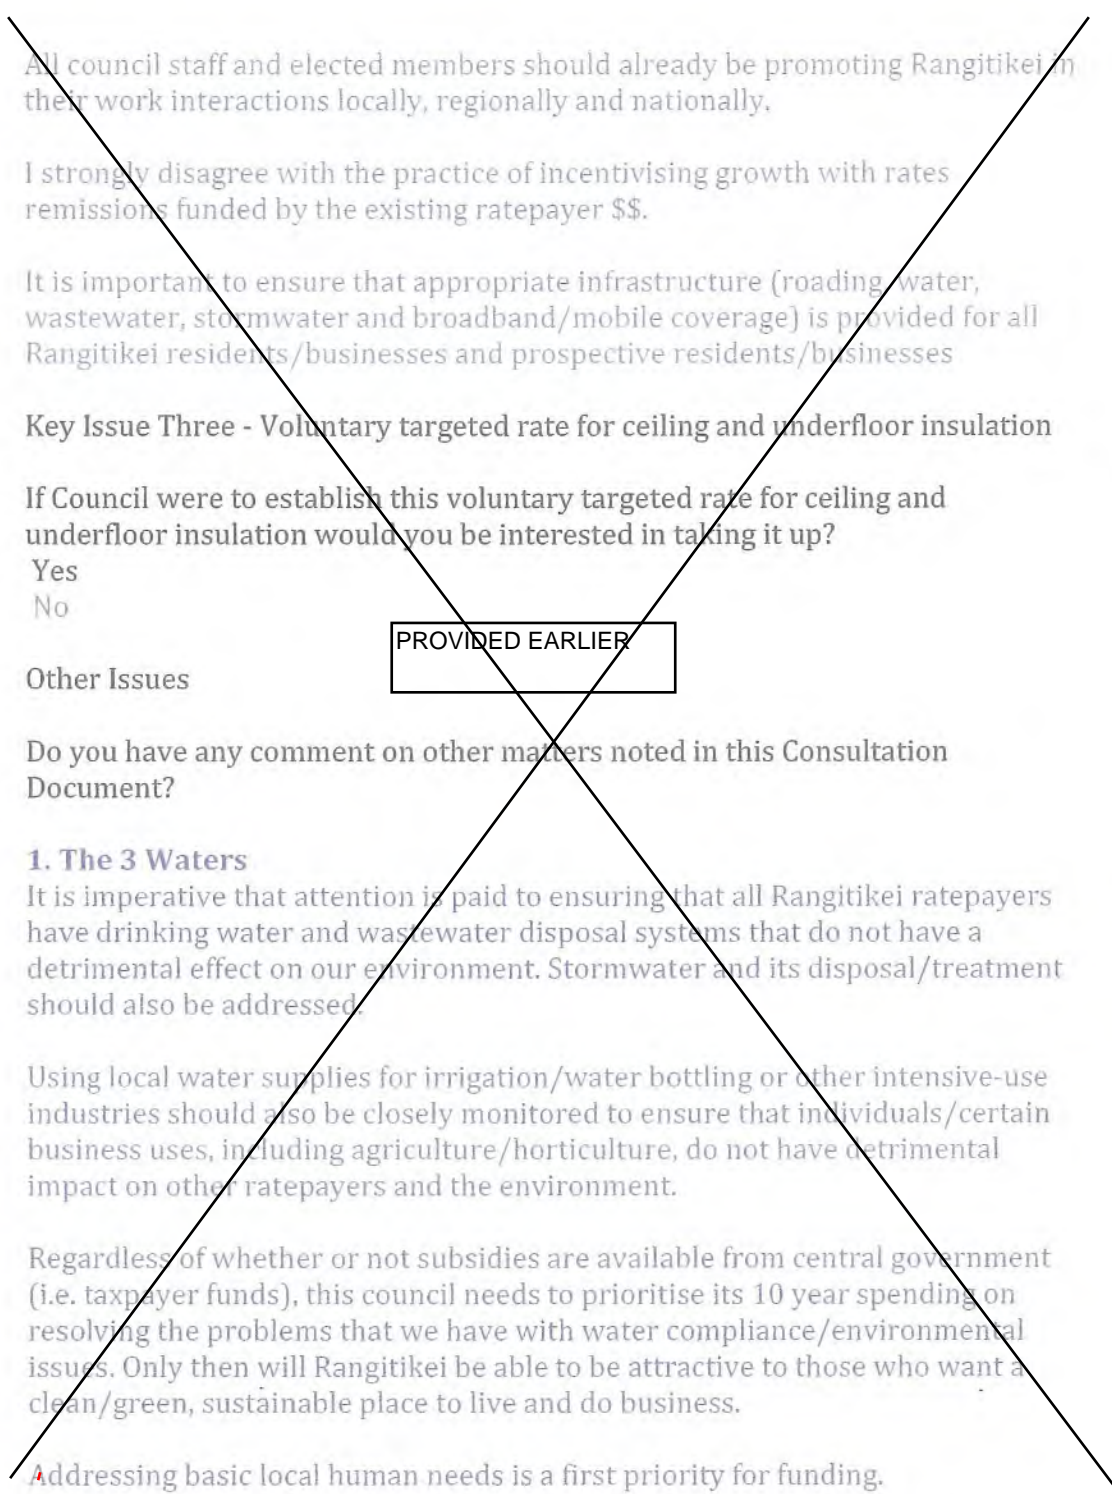 All council staff and elected members should already be promoting Rangitikei in
their work interactions locally, regionally and nationally.
I strongly disagree with the practice of incentivising growth with rates
remissions funded by the existing ratepayer $$.
It is important to ensure that appropriate infrastructure (roading, water,
wastewater, stormwater and broadband/mobile coverage) is provided for all
Rangitikei residents/businesses and prospective residents/businesses
Key Issue Three - Voluntary targeted rate for ceiling and underfloor insulation
If Council were to establish this voluntary targeted rate for ceiling and
underfloor insulation would you be interested in taking it up?
Yes
No
PROVIDED EARLIER
Other Issues
Do you have any comment on other matters noted in this Consultation
Document?
1. The 3 Waters
It is imperative that attention is paid to ensuring that all Rangitikei ratepayers
have drinking water and wastewater disposal systems that do not have a
detrimental effect on our environment. Stormwater and its disposal/treatment
should also be addressed.
Using local water supplies for irrigation/water bottling or other intensive-use
industries should also be closely monitored to ensure that individuals/certain
business uses, including agriculture/horticulture, do not have detrimental
impact on other ratepayers and the environment.
Regardless of whether or not subsidies are available from central government
(i.e. taxpayer funds), this council needs to prioritise its 10 year spending on
resolving the problems that we have with water compliance/environmental
issues. Only then will Rangitikei be able to be attractive to those who want a
clean/green, sustainable place to live and do business.
Addressing basic local human needs is a first priority for funding.